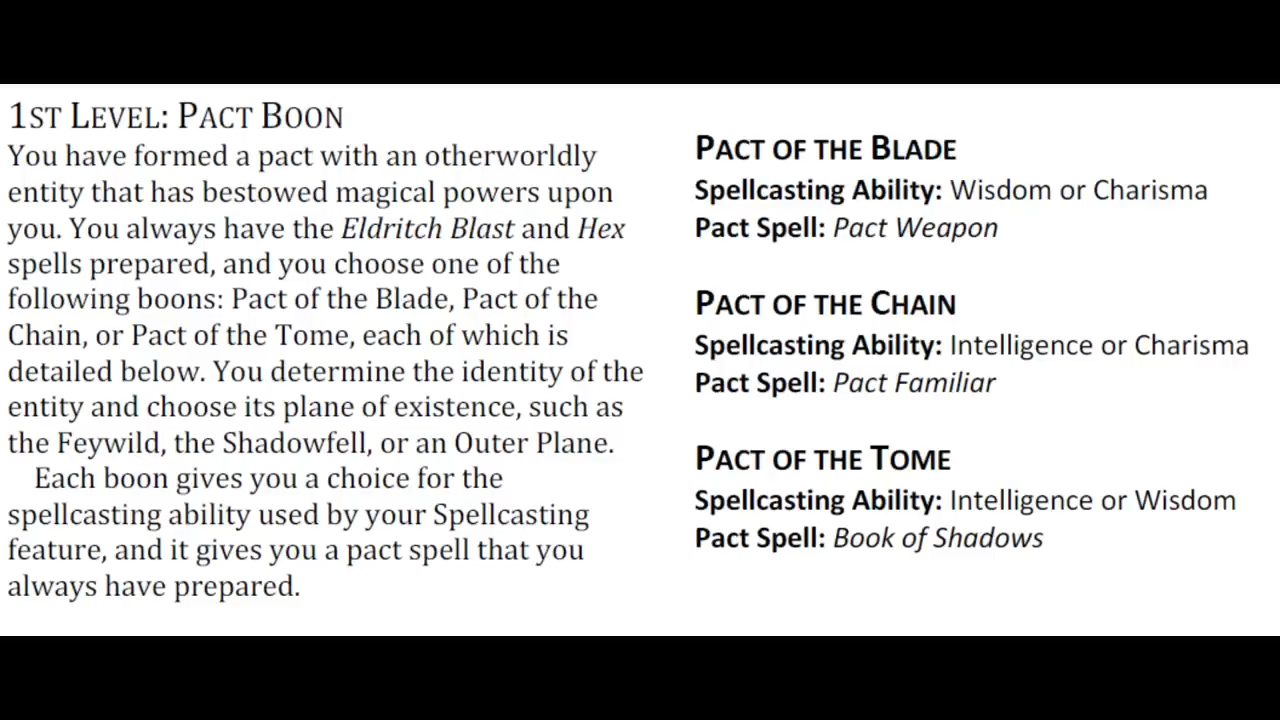 1ST LEVEL: PACT BOON
You have formed a pact with an otherworldly
entity that has bestowed magical powers upon
you. You always have the Eldritch Blast and Hex
spells prepared, and you choose one of the
following boons: Pact of the Blade, Pact of the
Chain, or Pact of the Tome, each of which is
detailed below. You determine the identity of the
entity and choose its plane of existence, such as
the Feywild, the Shadowfell, or an Outer Plane.
Each boon gives you a choice for the
spellcasting ability used by your Spellcasting
feature, and it gives you a pact spell that you
always have prepared.
PACT OF THE BLADE
Spellcasting Ability: Wisdom or Charisma
Pact Spell: Pact Weapon
PACT OF THE CHAIN
Spellcasting Ability: Intelligence or Charisma
Pact Spell: Pact Familiar
PACT OF THE TOME
Spellcasting Ability: Intelligence or Wisdom
Pact Spell: Book of Shadows